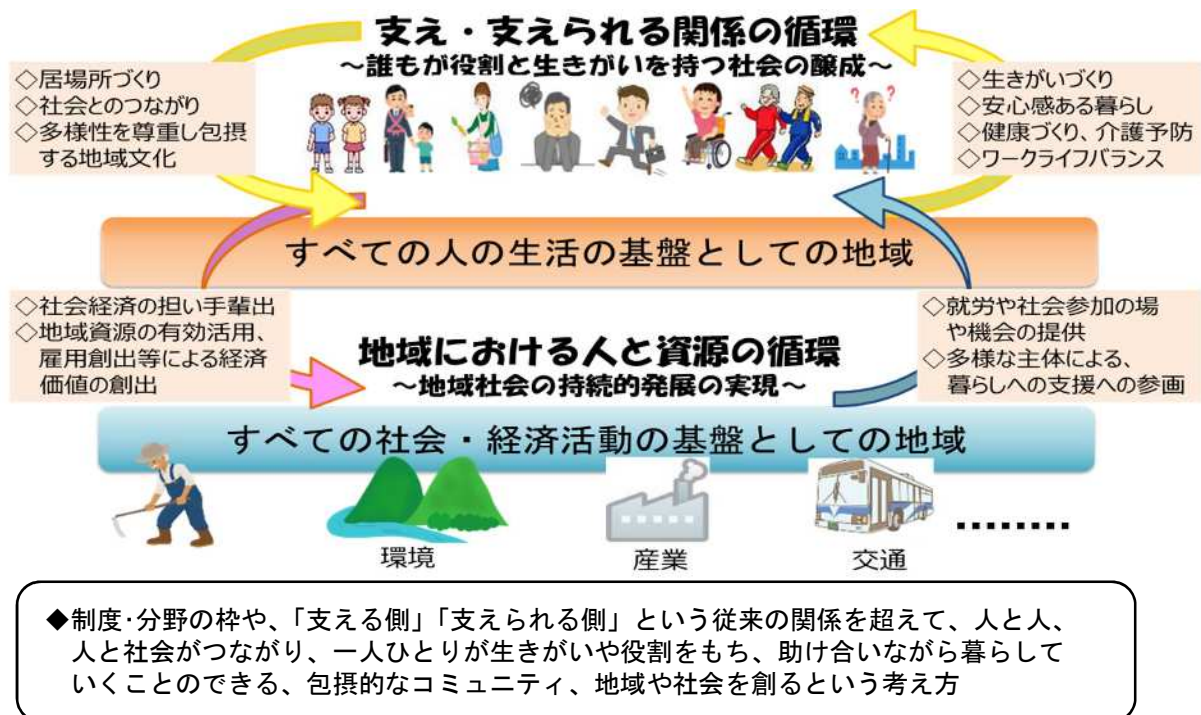 支え・支えられる関係の循環
～誰もが役割と生きがいを持つ社会の醸成～
◇居場所づくり
◇社会とのつながり
◇多様性を尊重し包摂
する地域文化
◇生きがいづくり
◇安心感ある暮らし
◇健康づくり、介護予防
◇ワークライフバランス
? ?
すべての人の生活の基盤としての地域
◇社会経済の担い手輩出
◇地域資源の有効活用、
雇用創出等による経済
価値の創出
地域における人と資源の循環
～地域社会の持続的発展の実現～
◇就労や社会参加の場
や機会の提供
◇多様な主体による、
暮らしへの支援への参画
すべての社会・経済活動の基盤としての地域
環境
産業
交通
………
◆制度・分野の枠や、「支える側」「支えられる側」という従来の関係を超えて、人と人、
人と社会がつながり、一人ひとりが生きがいや役割をもち、助け合いながら暮らして
いくことのできる、包摂的なコミュニティ、地域や社会を創るという考え方